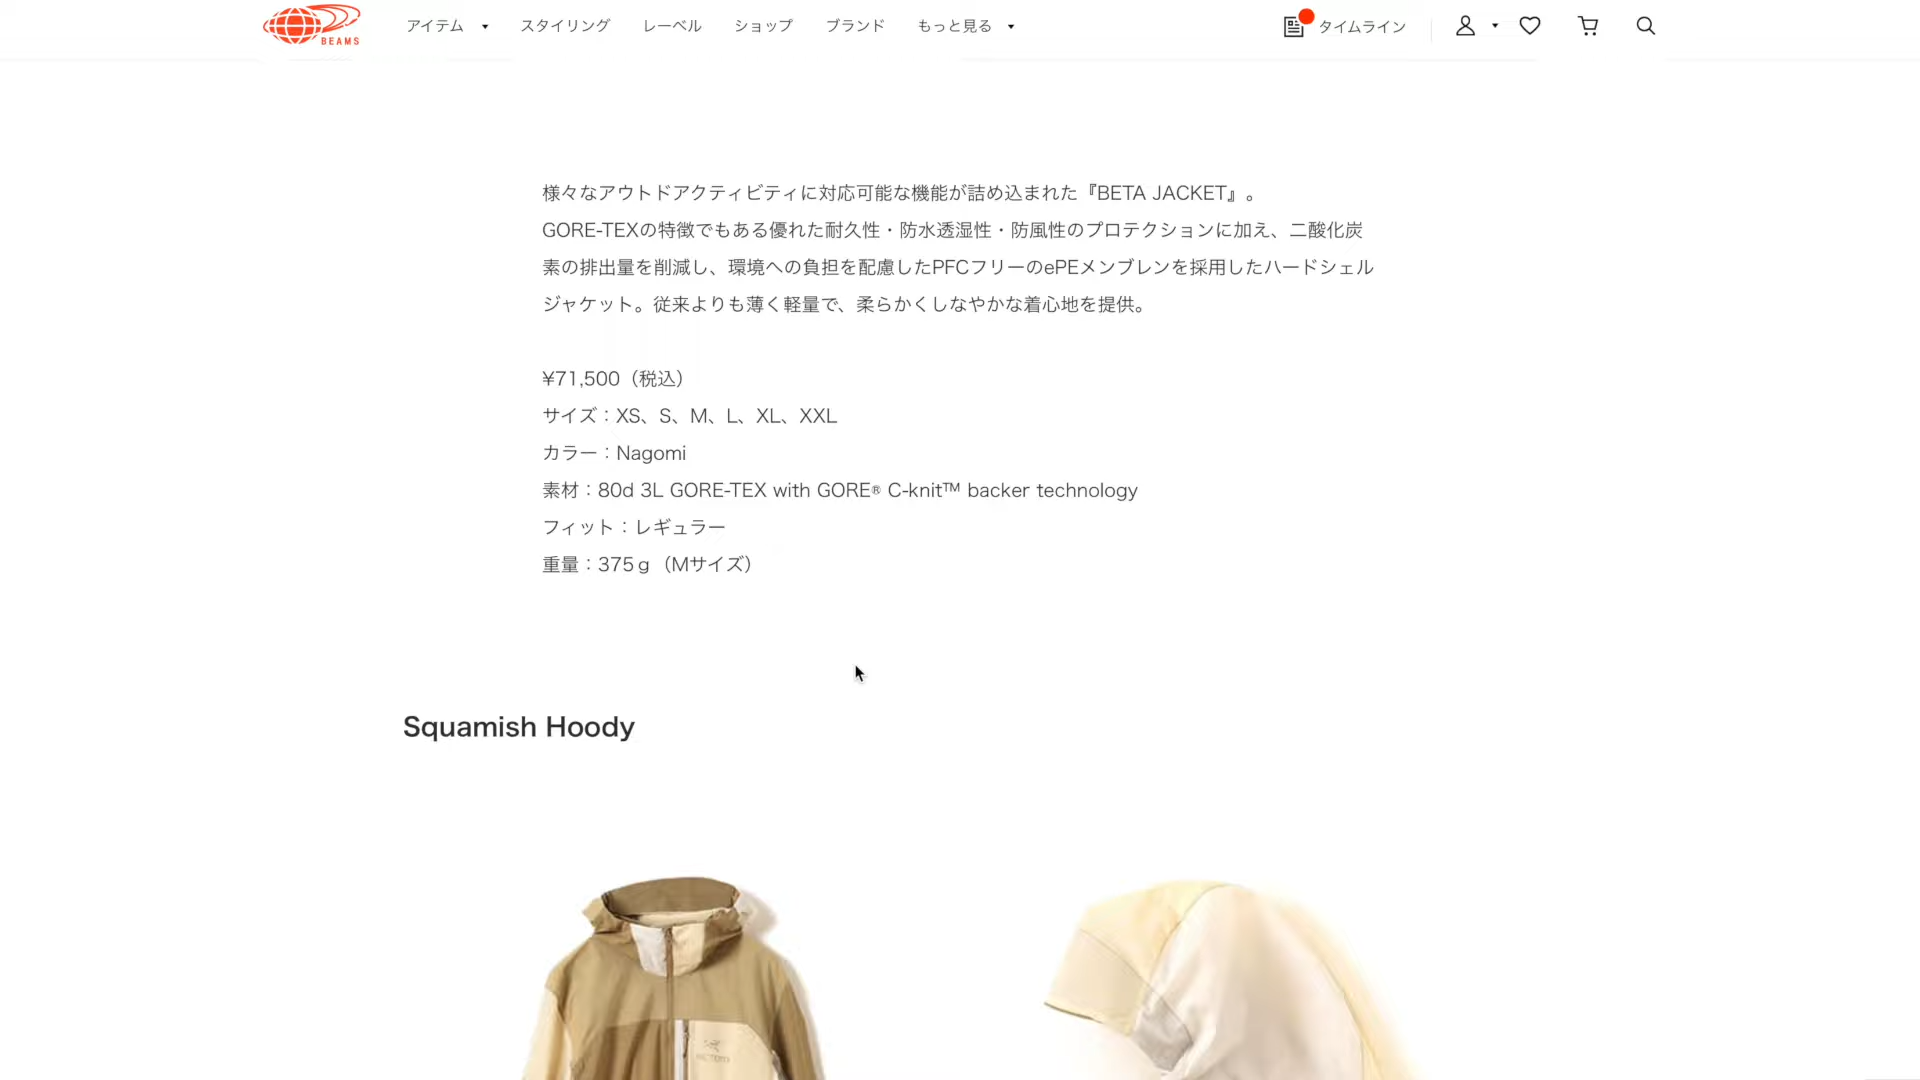 BEAMS
アイテム
スタイリング
レーベル
ショップ
ブランド
もっと見る
タイムライン
様々なアウトドアクティビティに対応可能な機能が詰め込まれた『BETA JACKET』。
GORE-TEXの特徴でもある優れた耐久性・防水透湿性・防風性のプロテクションに加え、二酸化炭
素の排出量を削減し、環境への負担を配慮したPFCフリーのePEメンブレンを採用したハードシェル
ジャケット。従来よりも薄く軽量で、柔らかくしなやかな着心地を提供。
¥71,500（税込）
サイズ：XS、S、M、L、XL、XXL
カラー：Nagomi
素材：80d 3L GORE-TEX with GORE® C-knit™ backer technology
フィット：レギュラー
重量：375ｇ（Mサイズ）
Squamish Hoody